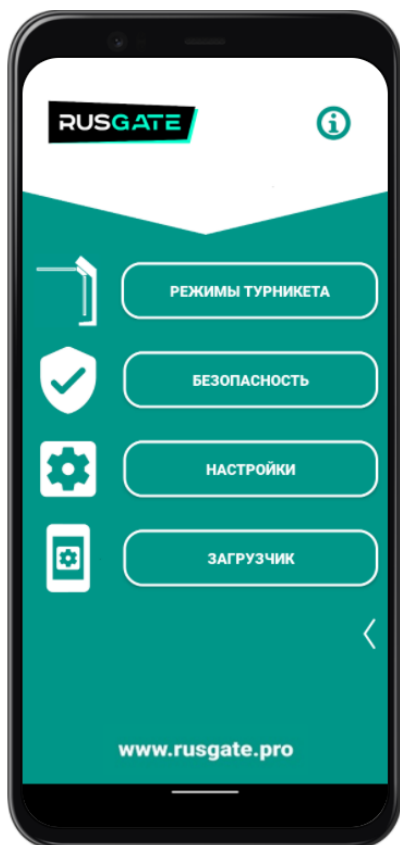 RUSGATE
РЕЖИМЫ ТУРНИКЕТА
БЕЗОПАСНОСТЬ
НАСТРОЙКИ
ЗАГРУЗЧИК
www.rusgate.pro